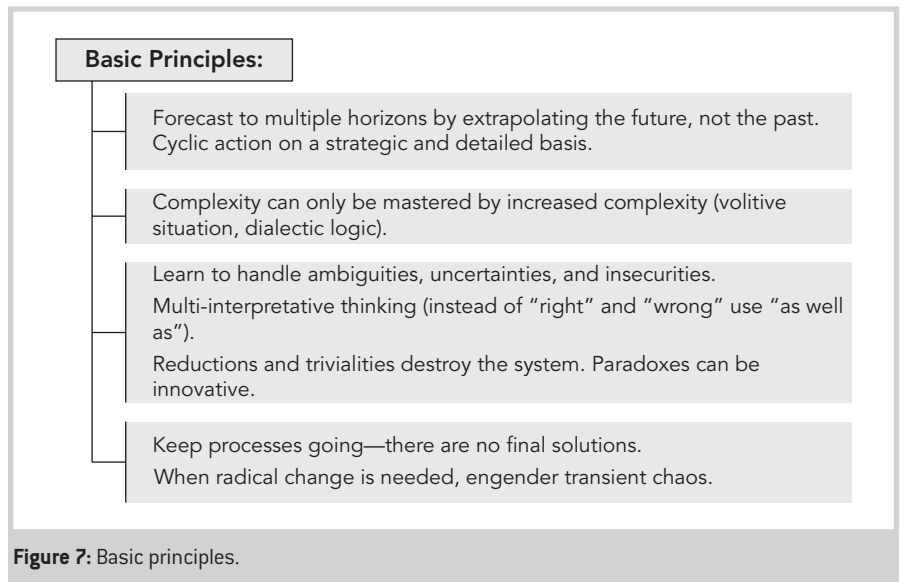 Basic Principles:
Forecast to multiple horizons by extrapolating the future, not the past.
Cyclic action on a strategic and detailed basis.
Complexity can only be mastered by increased complexity (volitive
situation, dialectic logic).
Learn to handle ambiguities, uncertainties, and insecurities.
Multi-interpretative thinking (instead of “right” and “wrong” use “as well
as”).
Reductions and trivialities destroy the system. Paradoxes can be
innovative.
Keep processes going—there are no final solutions.
When radical change is needed, engender transient chaos.
Figure 7: Basic principles.